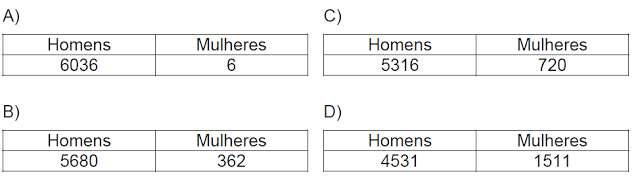 A)
Homens Mulheres
6036 6
B)
Homens Mulheres
5680 362
C)
Homens Mulheres
5316 720
D)
Homens Mulheres
4531 1511